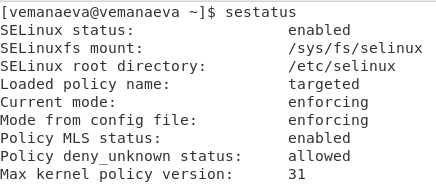 [vemanaeva@vemanaeva ~]$ sestatus
SELinux status:                 enabled
SELinuxfs mount:                /sys/fs/selinux
SELinux root directory:         /etc/selinux
Loaded policy name:             targeted
Current mode:                   enforcing
Mode from config file:          enforcing
Policy MLS status:              enabled
Policy deny_unknown status:     allowed
Max kernel policy version:      31